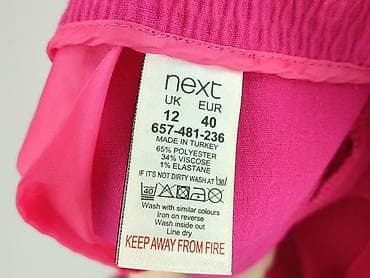 next
UK EUR
12 40
657-481-236
MADE IN TURKEY
65% POLYESTER
34% VISCOSE
1% ELASTANE
IF IT'S NOT DIRTY WASH AT 30
40
Wash with similar colours
Iron on reverse
Wash inside out
Line dry
KEEP AWAY FROM FIRE